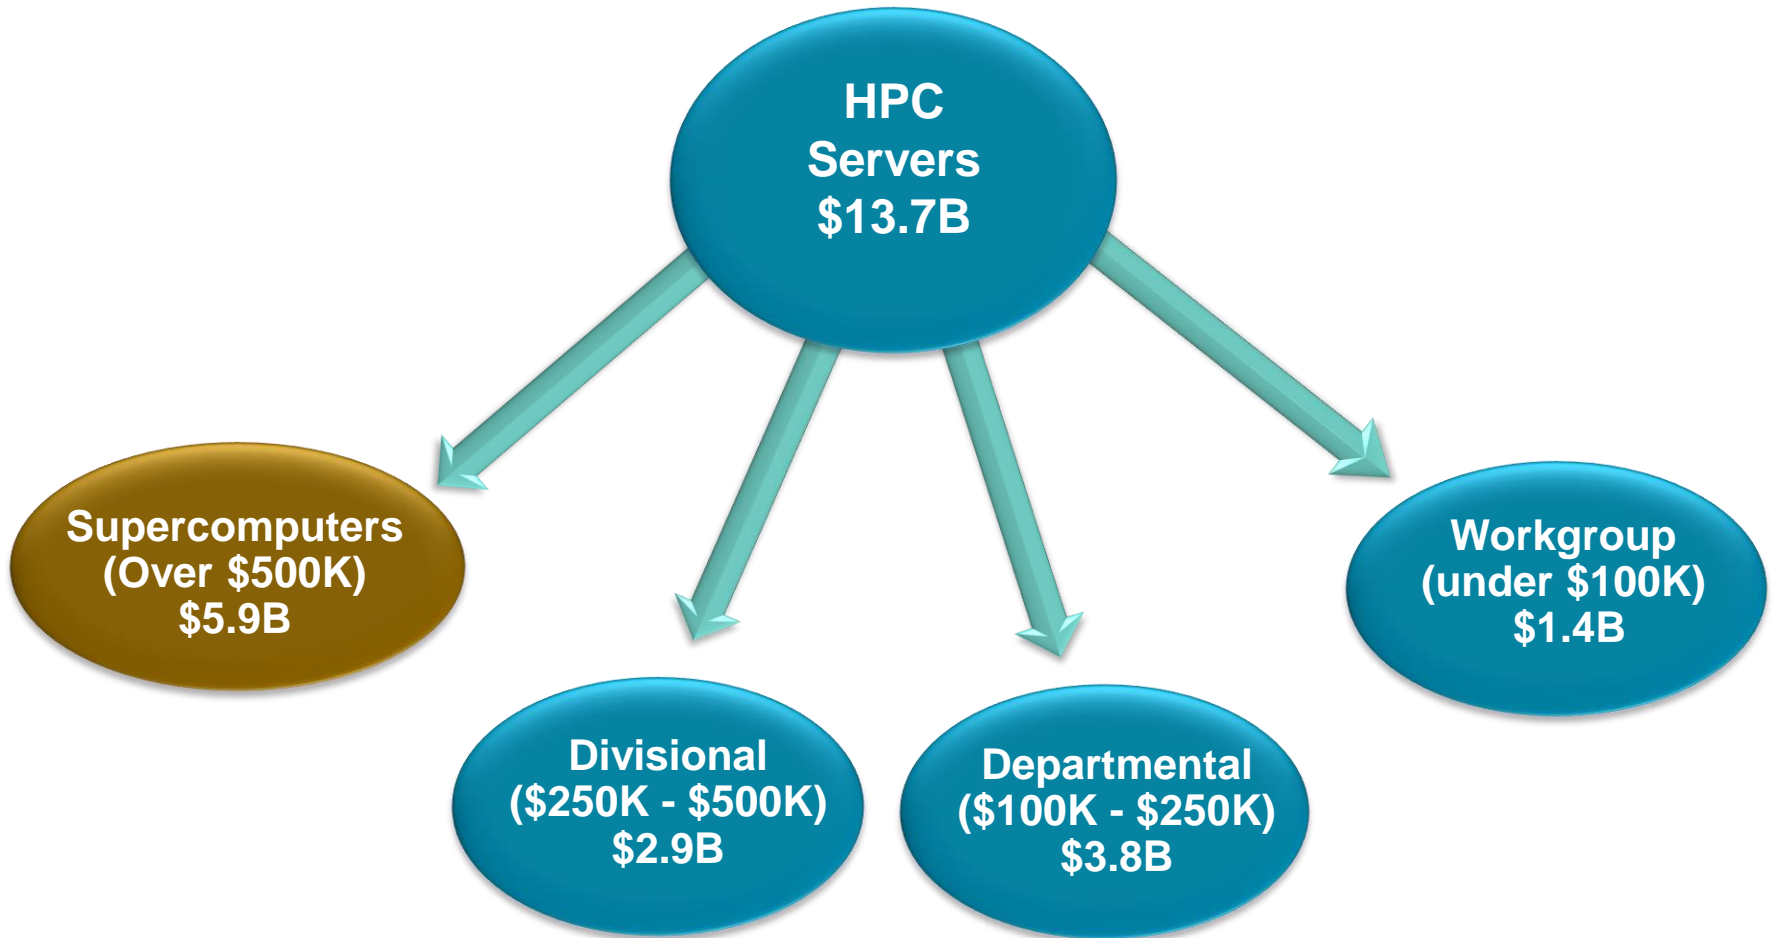 HPC
Servers
$13.7B
Supercomputers
(Over $500K)
$5.9B
Divisional
($250K - $500K)
$2.9B
Departmental
($100K - $250K)
$3.8B
Workgroup
(under $100K)
$1.4B